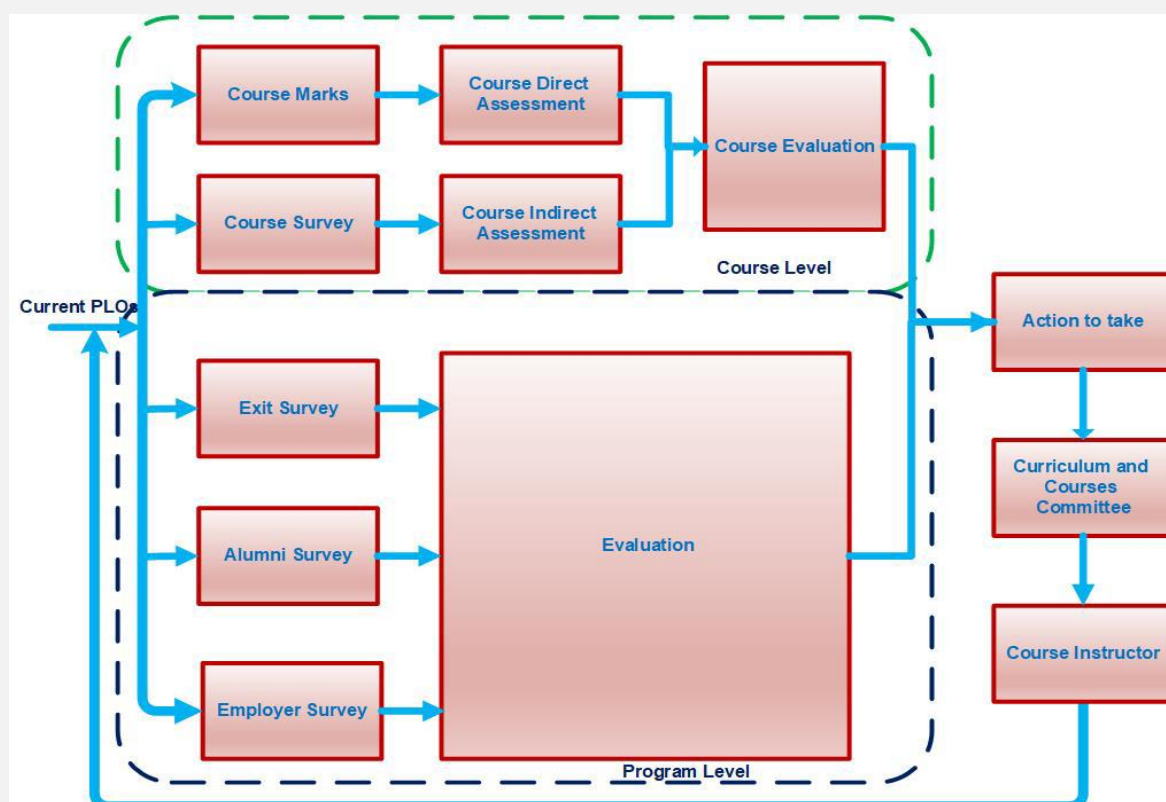 Course Marks
Course Direct
Assessment
Course Evaluation
Course Survey
Course Indirect
Assessment
Course Level
Current PLOs
Action to take
Exit Survey
Curriculum and
Courses
Committee
Alumni Survey
Evaluation
Course Instructor
Employer Survey
Program Level